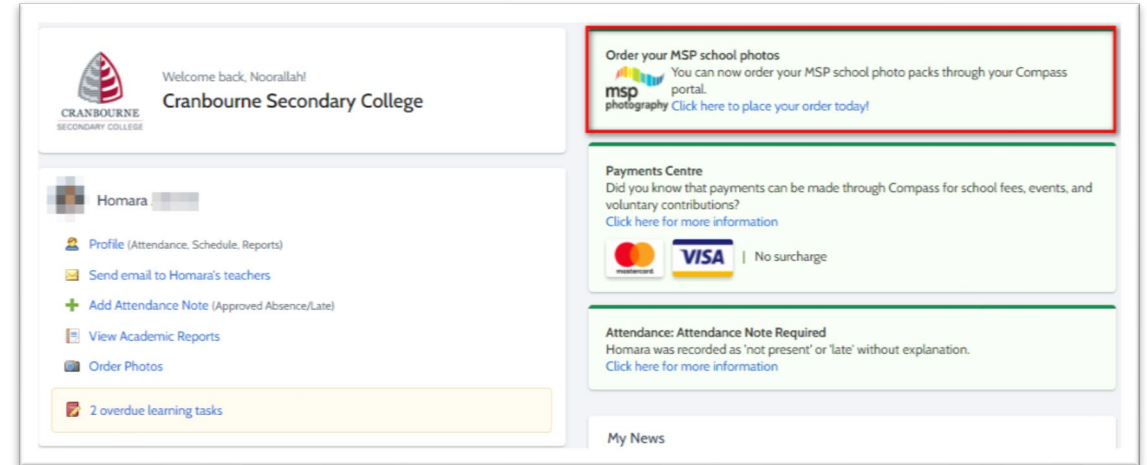 CRANBOURNE
SECONDARY COLLEGE
Welcome back, Noorallah!
Cranbourne Secondary College
Homara
Profile (Attendance, Schedule, Reports)
Send email to Homara's teachers
Add Attendance Note (Approved Absence/Late)
View Academic Reports
Order Photos
2 overdue learning tasks
Order your MSP school photos
msp
photography
You can now order your MSP school photo packs through your Compass
portal.
Click here to place your order today!
Payments Centre
Did you know that payments can be made through Compass for school fees, events, and
voluntary contributions?
Click here for more information
mastercard
VISA | No surcharge
Attendance: Attendance Note Required
Homara was recorded as 'not present' or 'late' without explanation.
Click here for more information
My News